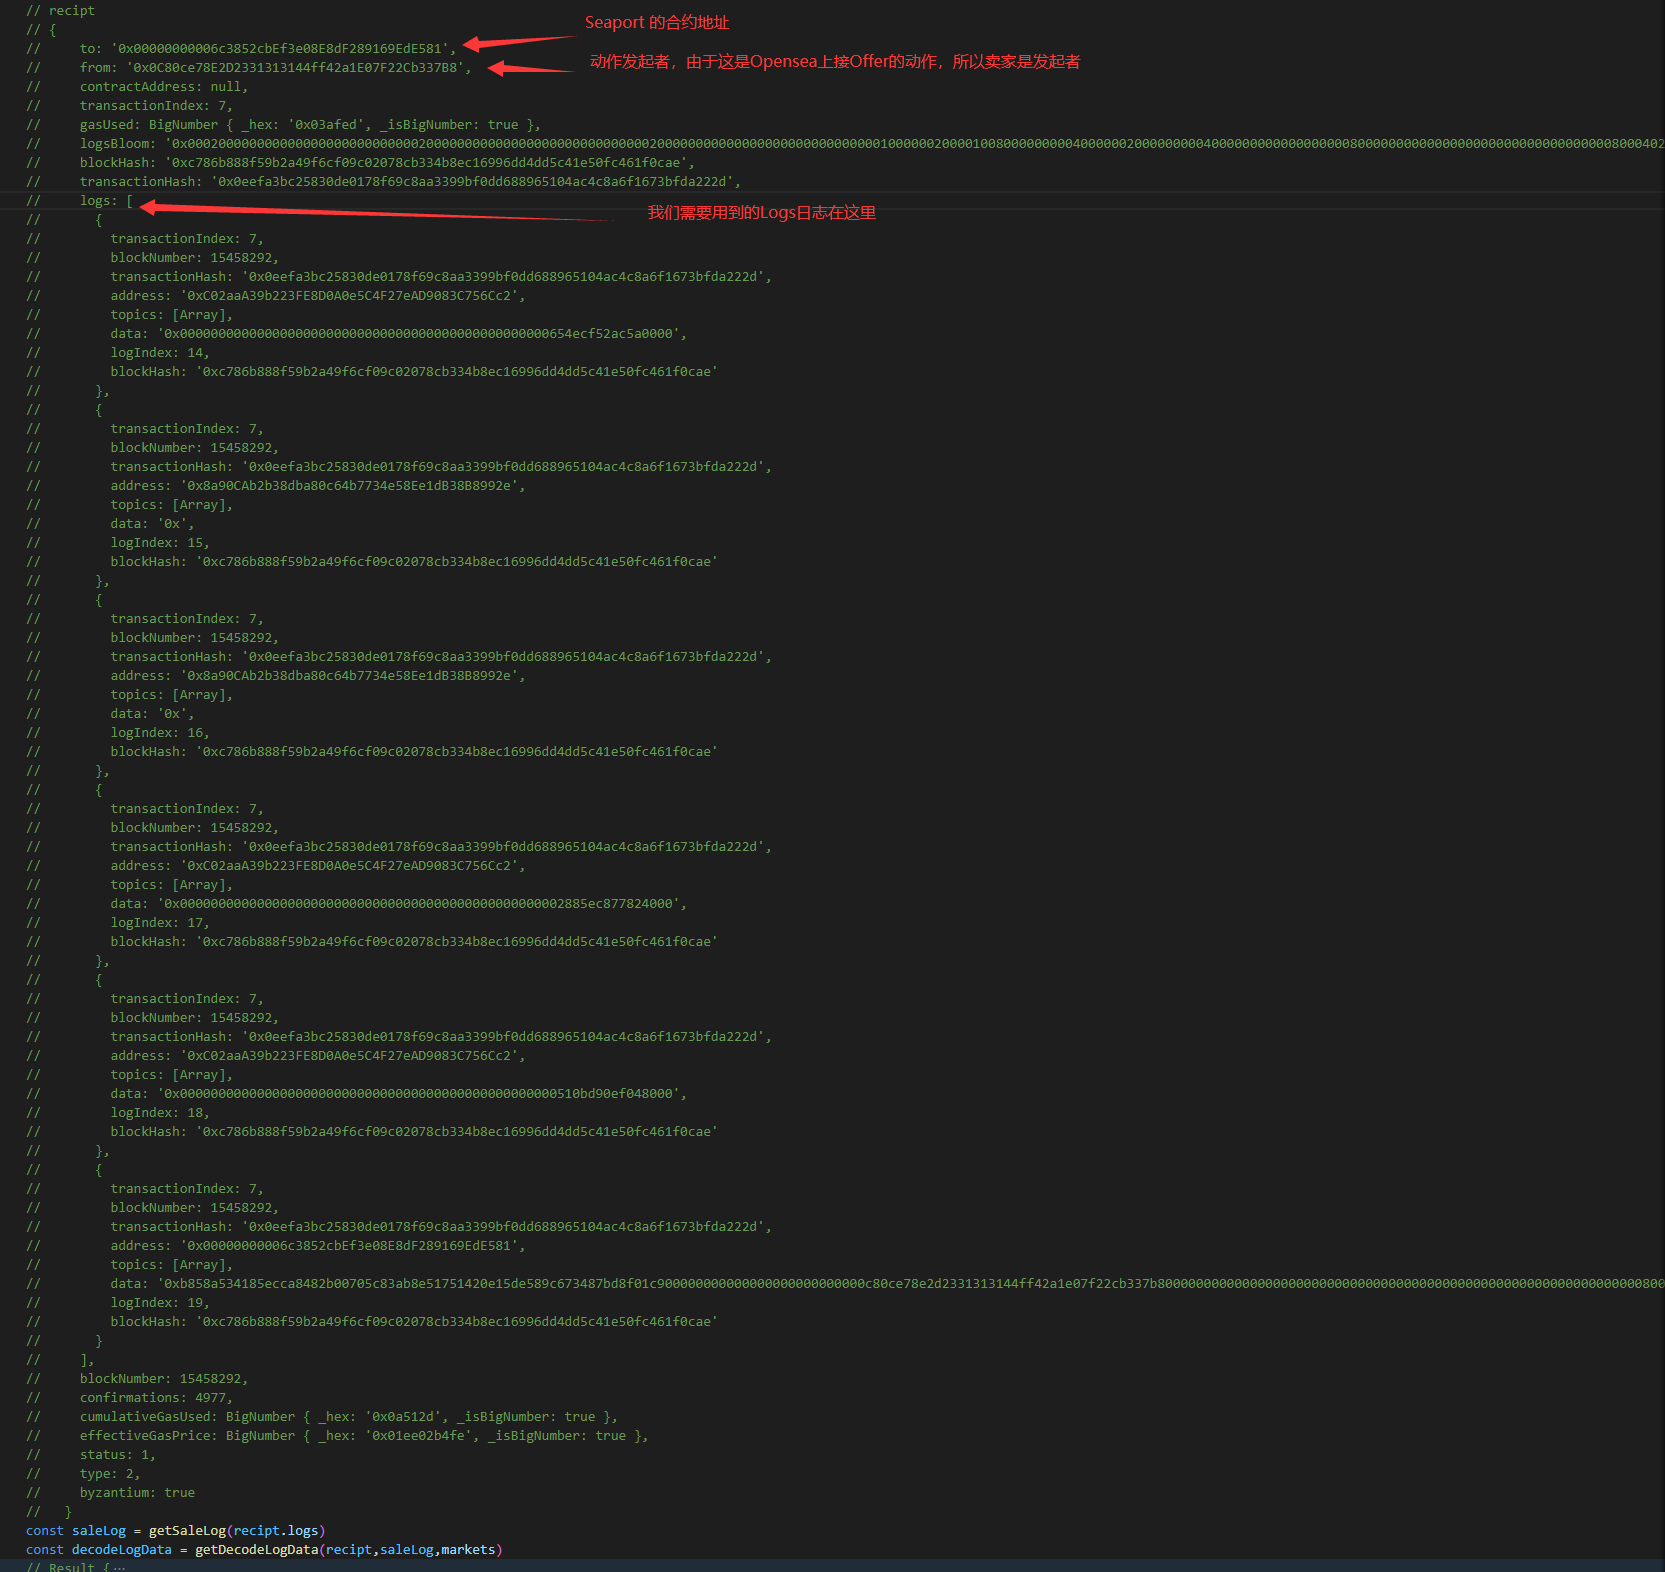 // recipt
// {
// to: '0x00000000006c3852cbEf3e08E8dF289169EdE581',
Seaport 的合约地址
// from: '0x0C80ce78E2D2331313144ff42a1E07F22Cb337B8',
动作发起者，由于这是Opensea上接Offer的动作，所以卖家是发起者
// contractAddress: null,
// transactionIndex: 7,
// gasUsed: BigNumber { _hex: '0x03afed', _isBigNumber: true },
// logsBloom:
// blockHash: '0xc786b888f59b2a49f6cf09c02078cb334b8ec16996dd4dd5c41e50fc461f0cae',
// transactionHash: '0x0eefa3bc25830de0178f69c8aa3399bf0dd688965104ac4c8a6f1673bfda222d',
// logs: [
我们需要用到的Logs日志在这里
// {
// transactionIndex: 7,
// blockNumber: 15458292,
// transactionHash: '0x0eefa3bc25830de0178f69c8aa3399bf0dd688965104ac4c8a6f1673bfda222d',
// address: '0xC02aaA39b223FE8D0A0e5C4F27eAD9083C756Cc2',
// topics: [Array],
// data: '0x000000000000000000000000000000000000000000000000654ecf52ac5a0000',
// logIndex: 14,
// blockHash: '0xc786b888f59b2a49f6cf09c02078cb334b8ec16996dd4dd5c41e50fc461f0cae'
// },
// {
// transactionIndex: 7,
// blockNumber: 15458292,
// transactionHash: '0x0eefa3bc25830de0178f69c8aa3399bf0dd688965104ac4c8a6f1673bfda222d',
// address: '0x8a90CAb2b38dba80c64b7734e58Ee1dB38B8992e',
// topics: [Array],
// data: '0x',
// logIndex: 15,
// blockHash: '0xc786b888f59b2a49f6cf09c02078cb334b8ec16996dd4dd5c41e50fc461f0cae'
// },
// {
// transactionIndex: 7,
// blockNumber: 15458292,
// transactionHash: '0x0eefa3bc25830de0178f69c8aa3399bf0dd688965104ac4c8a6f1673bfda222d',
// address: '0x8a90CAb2b38dba80c64b7734e58Ee1dB38B8992e',
// topics: [Array],
// data: '0x',
// logIndex: 16,
// blockHash: '0xc786b888f59b2a49f6cf09c02078cb334b8ec16996dd4dd5c41e50fc461f0cae'
// },
// {
// transactionIndex: 7,
// blockNumber: 15458292,
// transactionHash: '0x0eefa3bc25830de0178f69c8aa3399bf0dd688965104ac4c8a6f1673bfda222d',
// address: '0xC02aaA39b223FE8D0A0e5C4F27eAD9083C756Cc2',
// topics: [Array],
// data: '0x00000000000000000000000000000000000000000000000002885ec877824000',
// logIndex: 17,
// blockHash: '0xc786b888f59b2a49f6cf09c02078cb334b8ec16996dd4dd5c41e50fc461f0cae'
// },
// {
// transactionIndex: 7,
// blockNumber: 15458292,
// transactionHash: '0x0eefa3bc25830de0178f69c8aa3399bf0dd688965104ac4c8a6f1673bfda222d',
// address: '0xC02aaA39b223FE8D0A0e5C4F27eAD9083C756Cc2',
// topics: [Array],
// data: '0x0000000000000000000000000000000000000000000000000510bd90ef048000',
// logIndex: 18,
// blockHash: '0xc786b888f59b2a49f6cf09c02078cb334b8ec16996dd4dd5c41e50fc461f0cae'
// },
// {
// transactionIndex: 7,
// blockNumber: 15458292,
// transactionHash: '0x0eefa3bc25830de0178f69c8aa3399bf0dd688965104ac4c8a6f1673bfda222d',
// address: '0x00000000006c3852cbEf3e08E8dF289169EdE581',
// topics: [Array],
// data:
// logIndex: 19,
// blockHash: '0xc786b888f59b2a49f6cf09c02078cb334b8ec16996dd4dd5c41e50fc461f0cae'
// }
// ],
// blockNumber: 15458292,
// confirmations: 4977,
// cumulativeGasUsed: BigNumber { _hex: '0x0a512d', _isBigNumber: true },
// effectiveGasPrice: BigNumber { _hex: '0x01ee02b4fe', _isBigNumber: true },
// status: 1,
// type: 2,
// byzantium: true
// }
const saleLog = getSaleLog(recipt.logs)
const decodeLogData = getDecodeLogData(recipt,saleLog,markets)
// Result {…